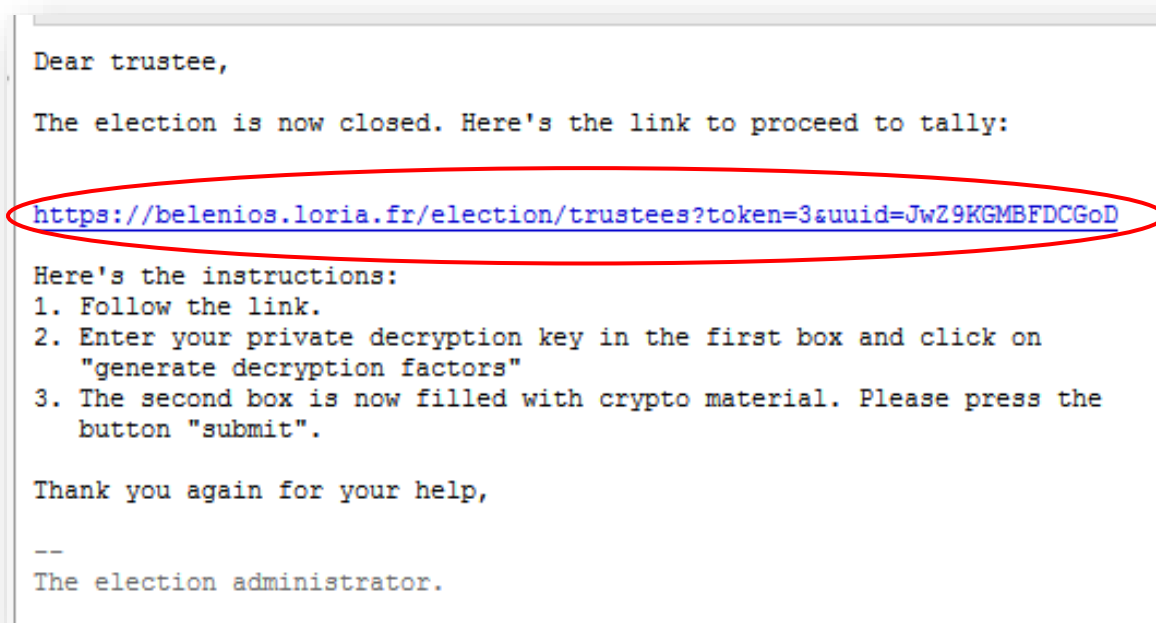 Dear trustee,
The election is now closed. Here's the link to proceed to tally:
https://belenios.loria.fr/election/trustees?token=3&uuid=JwZ9KGMBFDCGoD
Here's the instructions:
1. Follow the link.
2. Enter your private decryption key in the first box and click on
"generate decryption factors"
3. The second box is now filled with crypto material. Please press the
button "submit".
Thank you again for your help,
--
The election administrator.